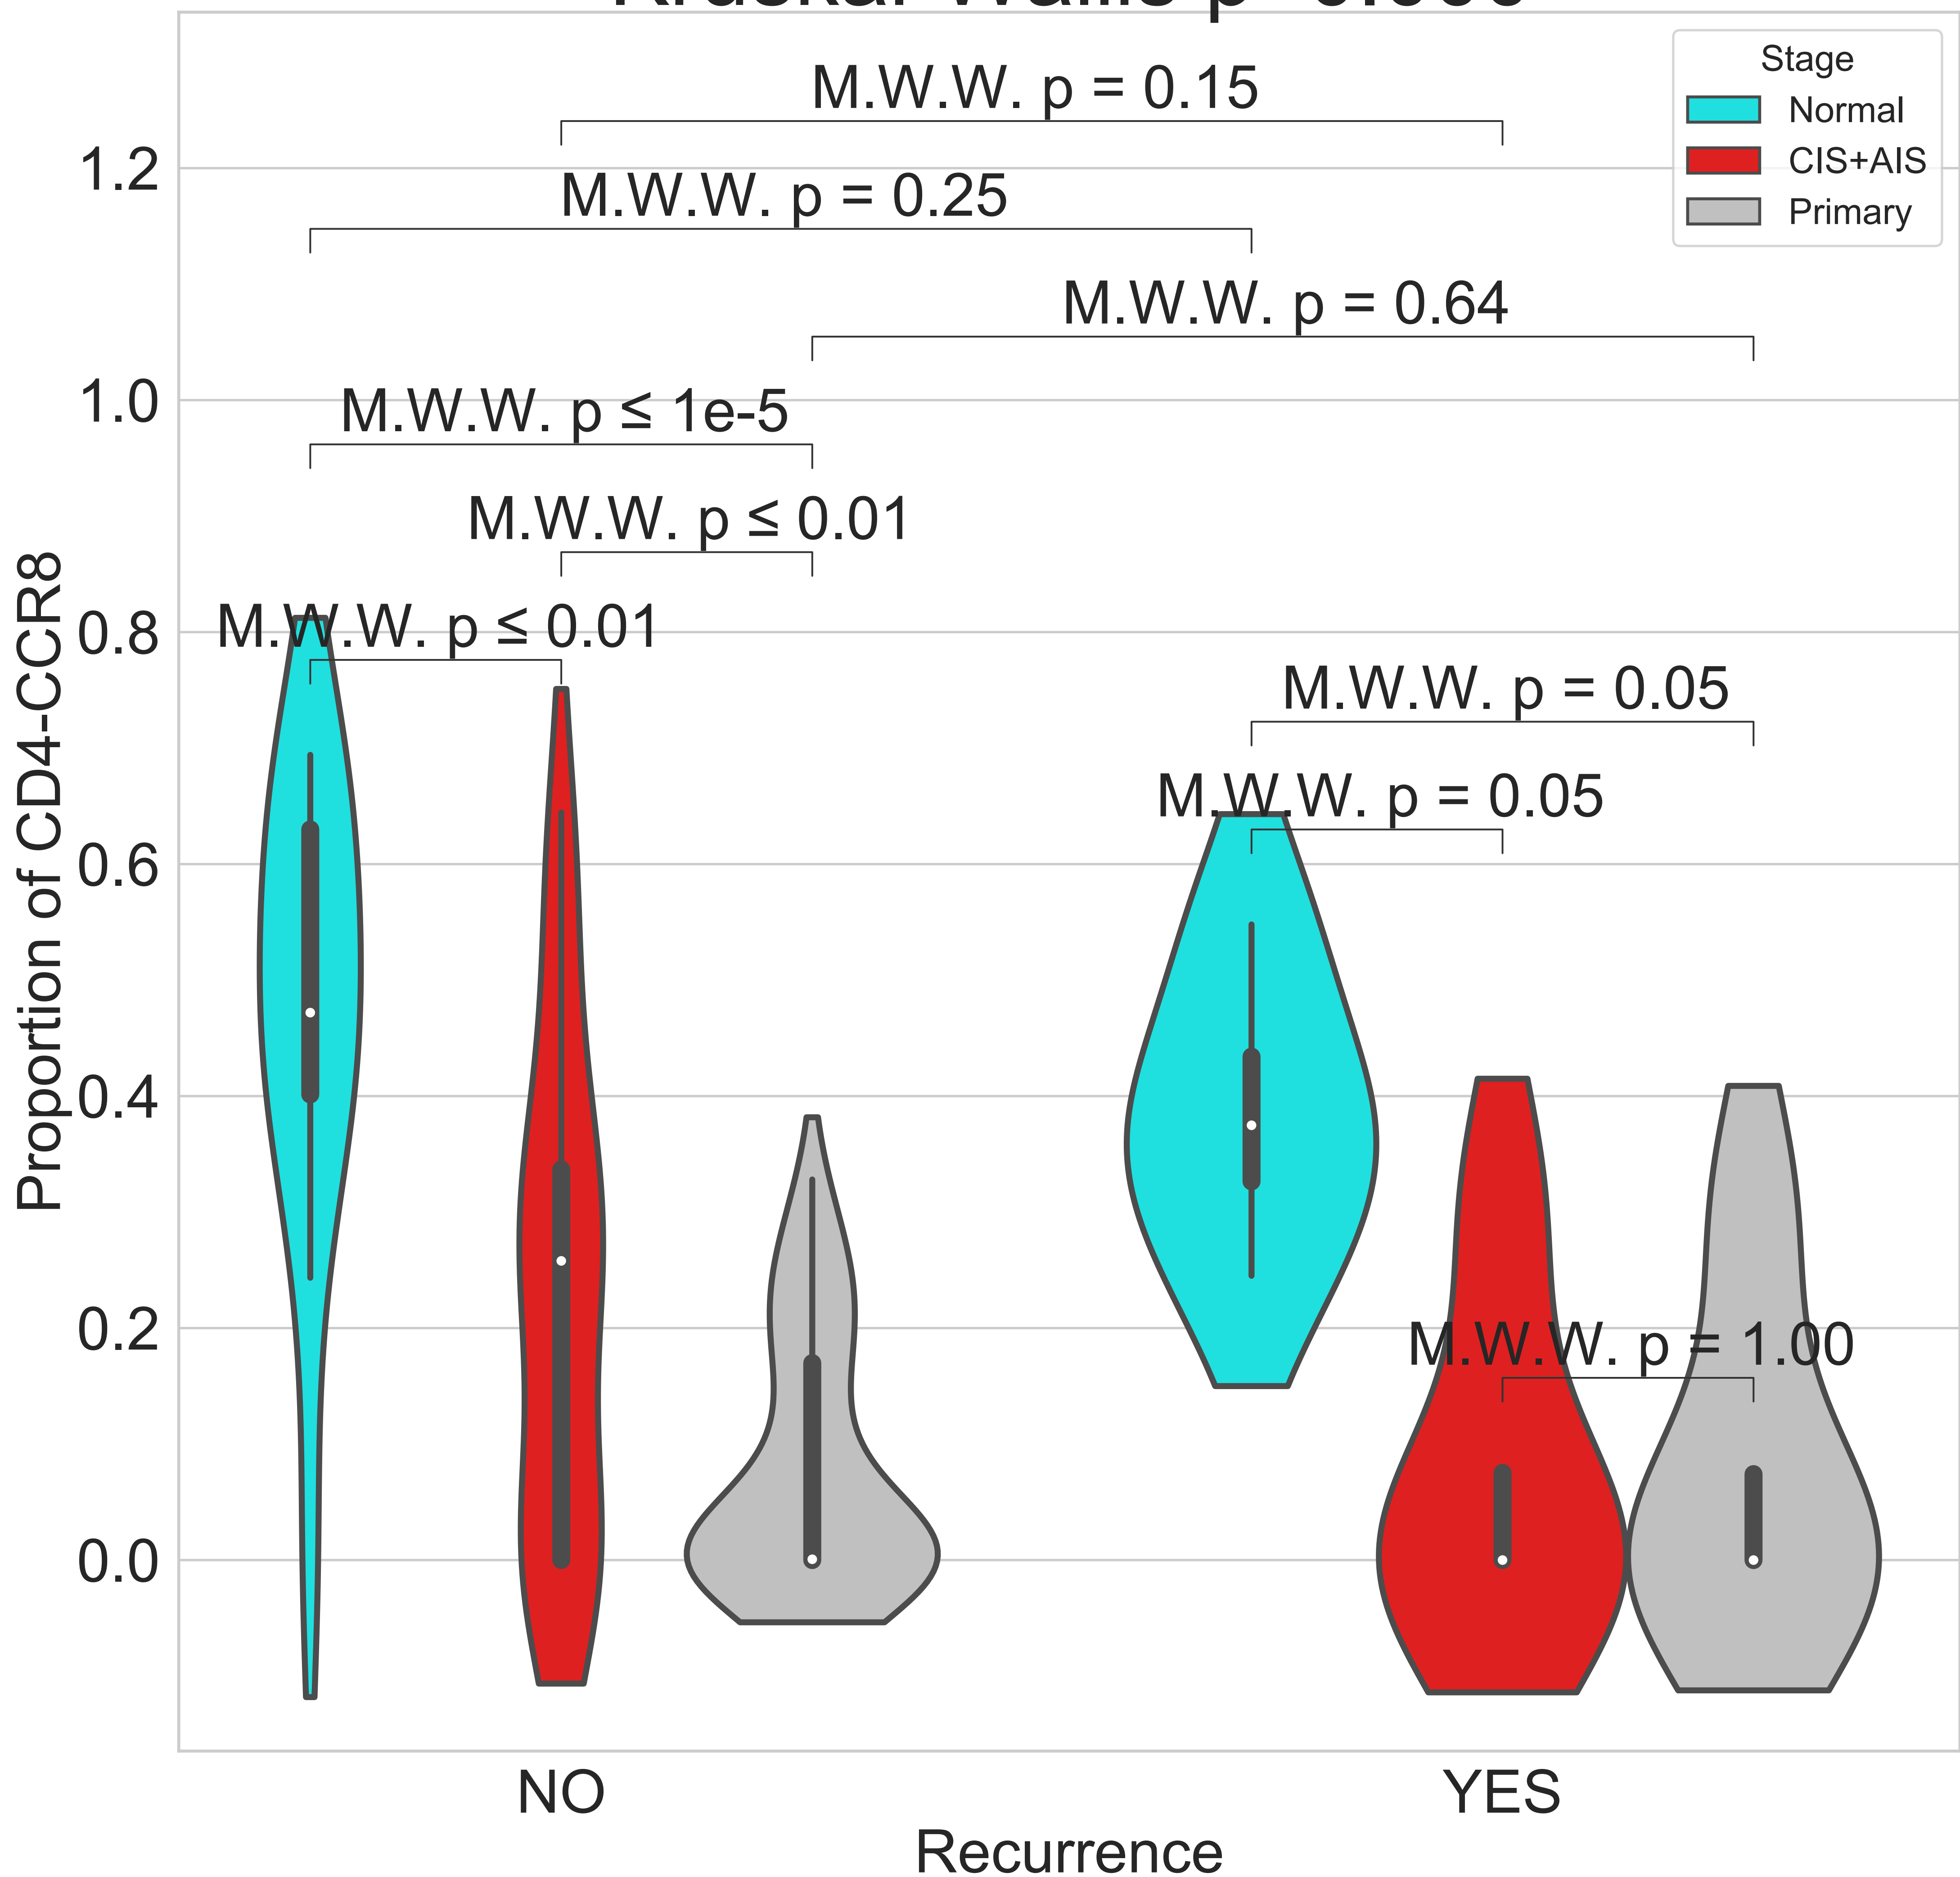 M.W.W. p = 0.15
M.W.W. p = 0.25
M.W.W. p = 0.64
M.W.W. p ≤ 1e-5
M.W.W. p ≤ 0.01
M.W.W. p ≤ 0.01
M.W.W. p = 0.05
M.W.W. p = 0.05
M.W.W. p = 1.00
Stage
Normal
CIS+AIS
Primary
Proportion of CD4-CCR8
1.2
1.0
0.8
0.6
0.4
0.2
0.0
NO
YES
Recurrence